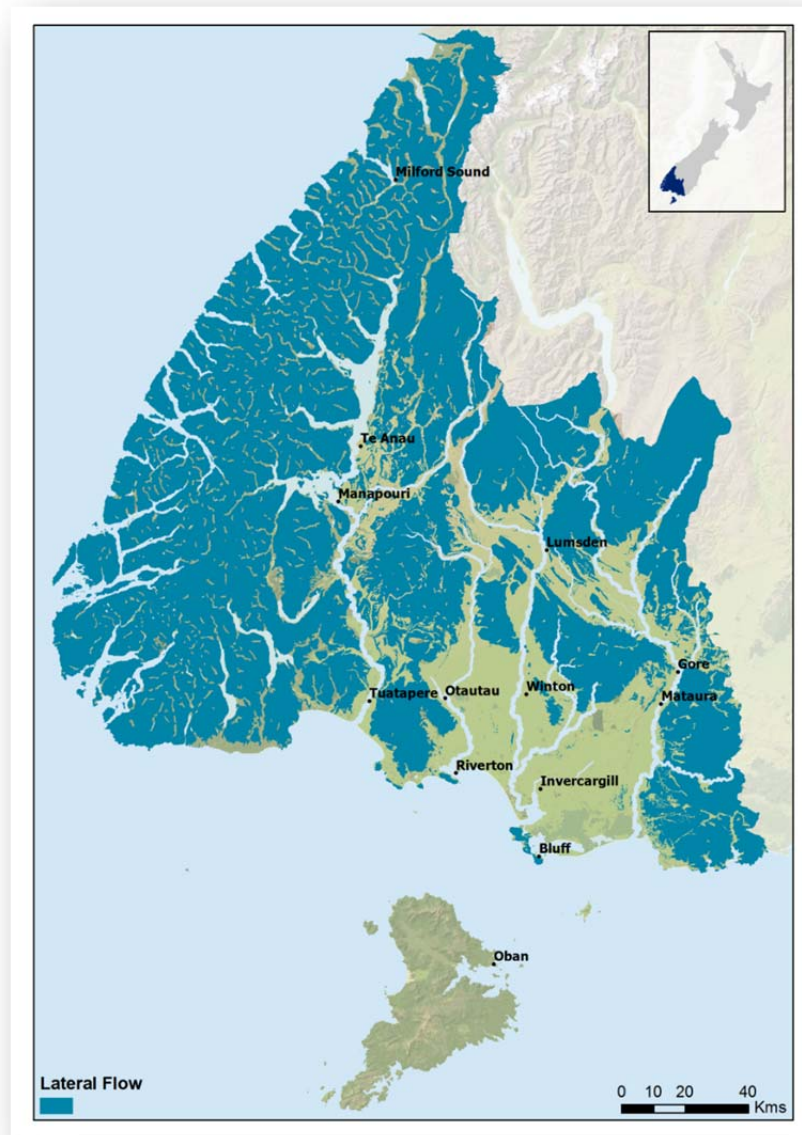 Milford Sound
Te Anau
Manapouri
Lumsden
Gore
Tuatapere
Otautau
Winton
Mataura
Riverton
Invercargill
Bluff
Oban
Lateral Flow
0 10 20 40
Kms